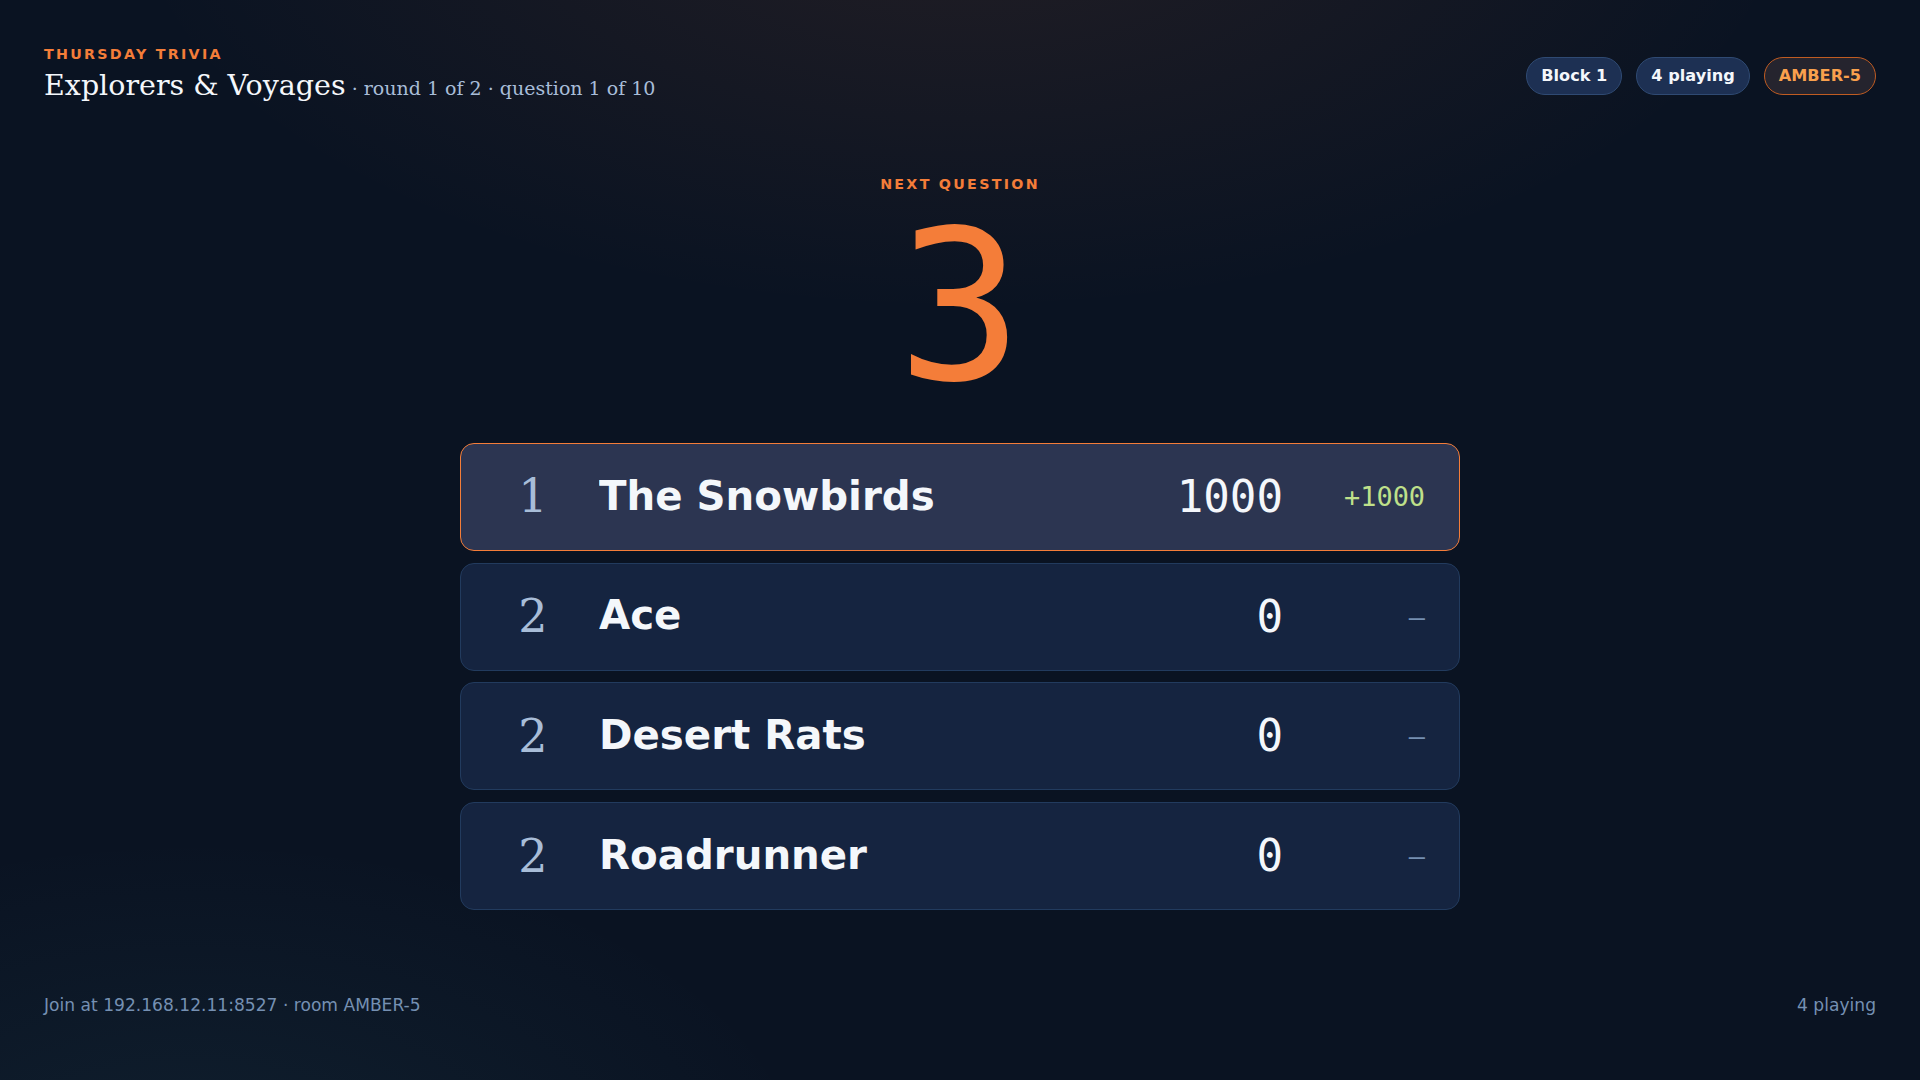 THURSDAY TRIVIA
Explorers & Voyages · round 1 of 2 · question 1 of 10
Block 1
4 playing
AMBER-5
NEXT QUESTION
3
1 The Snowbirds 1000 +1000
2 Ace 0 –
2 Desert Rats 0 –
2 Roadrunner 0 –
Join at 192.168.12.11:8527 · room AMBER-5
4 playing